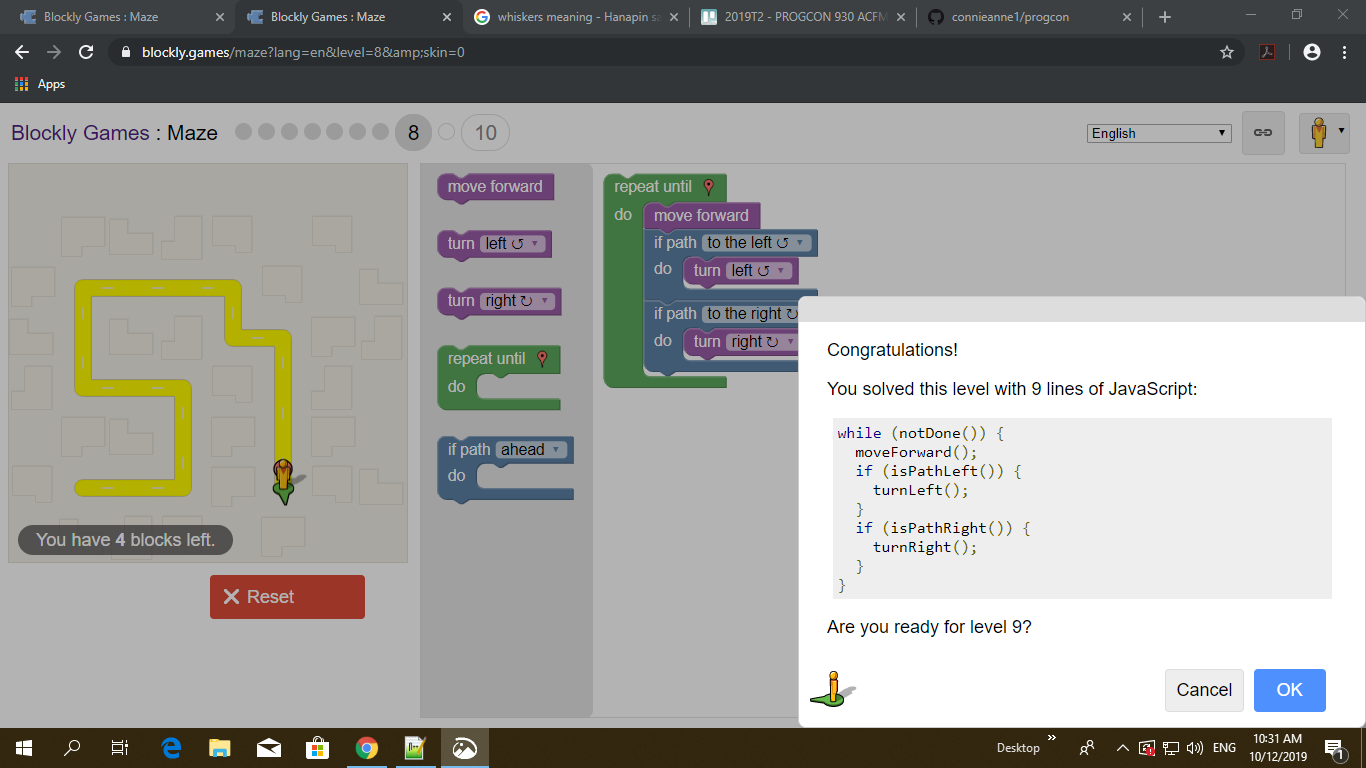 Blockly Games : Maze
Blockly Games : Maze
whiskers meaning - Hanapin sa
2019T2 - PROGCON 930 ACFM
connieanne1/progcon
blockly.games/maze?lang=en&level=8&amp;skin=0
Apps
Blockly Games : Maze 8 10
English
move forward
turn left ↺
turn right ↻
repeat until
do
if path ahead
do
repeat until
do
move forward
if path to the left ↺
do turn left ↺
if path to the right ↻
do turn right ↻
You have 4 blocks left.
Reset
Congratulations!
You solved this level with 9 lines of JavaScript:
while (notDone()) {
moveForward();
if (isPathLeft()) {
turnLeft();
}
if (isPathRight()) {
turnRight();
}
}
Are you ready for level 9?
Cancel OK
Desktop
ENG
10:31 AM
10/12/2019
1